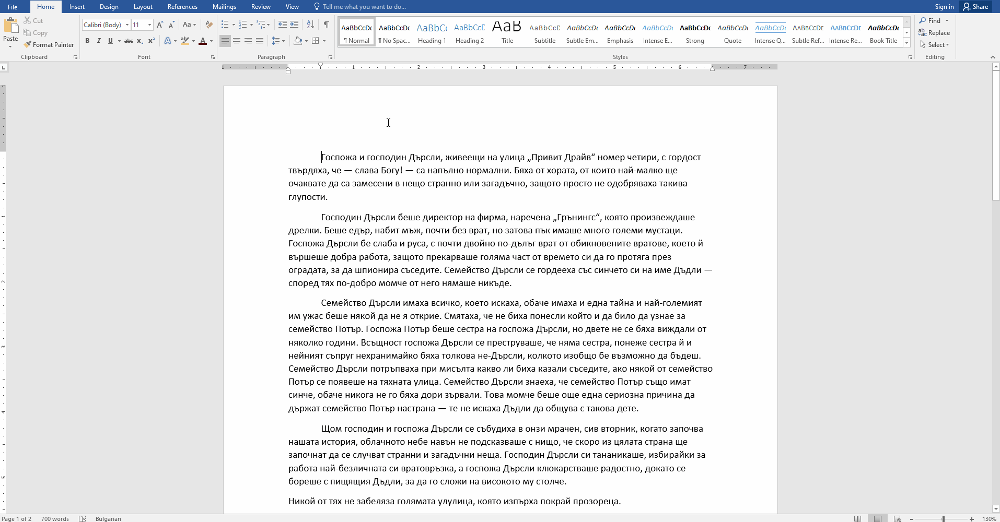 File Home Insert Design Layout References Mailings Review View Tell me what you want to do... Sign in Share
Paste Cut Copy Format Painter Clipboard
Calibri (Body) 11 Aa B I U abc x₂ x² A A Font
Paragraph
AaBbCcDc ¶ Normal
AaBbCcDc ¶ No Spac...
AaBbCc Heading 1
AaBbCcD Heading 2
AaB Title
AaBbCcD Subtitle
AaBbCcDc Subtle Em...
AaBbCcDc Emphasis
AaBbCcDc Intense E...
AaBbCcDc Strong
AaBbCcDc Quote
AaBbCcDc Intense Q...
AABBCCDD Subtle Ref...
AABBCCDD Intense Re...
AaBbCcDc Book Title
Styles
Find Replace Select Editing
1 1 2 3 4 5 6 7
Госпожа и господин Дърсли, живеещи на улица „Привит Драйв“ номер четири, с гордост
твърдяха, че — слава Богу! — са напълно нормални. Бяха от хората, от които най-малко ще
очаквате да са замесени в нещо странно или загадъчно, защото просто не одобряваха такива
глупости.
Господин Дърсли беше директор на фирма, наречена „Грънингс“, която произвеждаше
дрелки. Беше едър, набит мъж, почти без врат, но затова пък имаше много големи мустаци.
Госпожа Дърсли бе слаба и руса, с почти двойно по-дълъг врат от обикновените вратове, което й
вършеше добра работа, защото прекарваше голяма част от времето си да го протяга през
оградата, за да шпионира съседите. Семейство Дърсли се гордееха със синчето си на име Дъдли —
според тях по-добро момче от него нямаше никъде.
Семейство Дърсли имаха всичко, което искаха, обаче имаха и една тайна и най-големият
им ужас беше някой да не я открие. Смятаха, че не биха понесли който и да било да узнае за
семейство Потър. Госпожа Потър беше сестра на госпожа Дърсли, но двете не се бяха виждали от
няколко години. Всъщност госпожа Дърсли се преструваше, че няма сестра, понеже сестра й и
нейният съпруг нехранимайко бяха толкова не-Дърсли, колкото изобщо бе възможно да бъдеш.
Семейство Дърсли потръпваха при мисълта какво ли биха казали съседите, ако някой от семейство
Потър се появеше на тяхната улица. Семейство Дърсли знаеха, че семейство Потър също имат
синче, обаче никога не го бяха дори зървали. Това момче беше още една сериозна причина да
държат семейство Потър настрана — те не искаха Дъдли да общува с такова дете.
Щом господин и госпожа Дърсли се събудиха в онзи мрачен, сив вторник, когато започва
нашата история, облачното небе навън не подсказваше с нищо, че скоро из цялата страна ще
започнат да се случват странни и загадъчни неща. Господин Дърсли си тананикаше, избирайки за
работа най-безличната си вратовръзка, а госпожа Дърсли клюкарстваше радостно, докато се
бореше с пищящия Дъдли, за да го сложи на високото му столче.
Никой от тях не забеляза голямата улулица, която изпърха покрай прозореца.
Page 1 of 2 700 words Bulgarian 130%